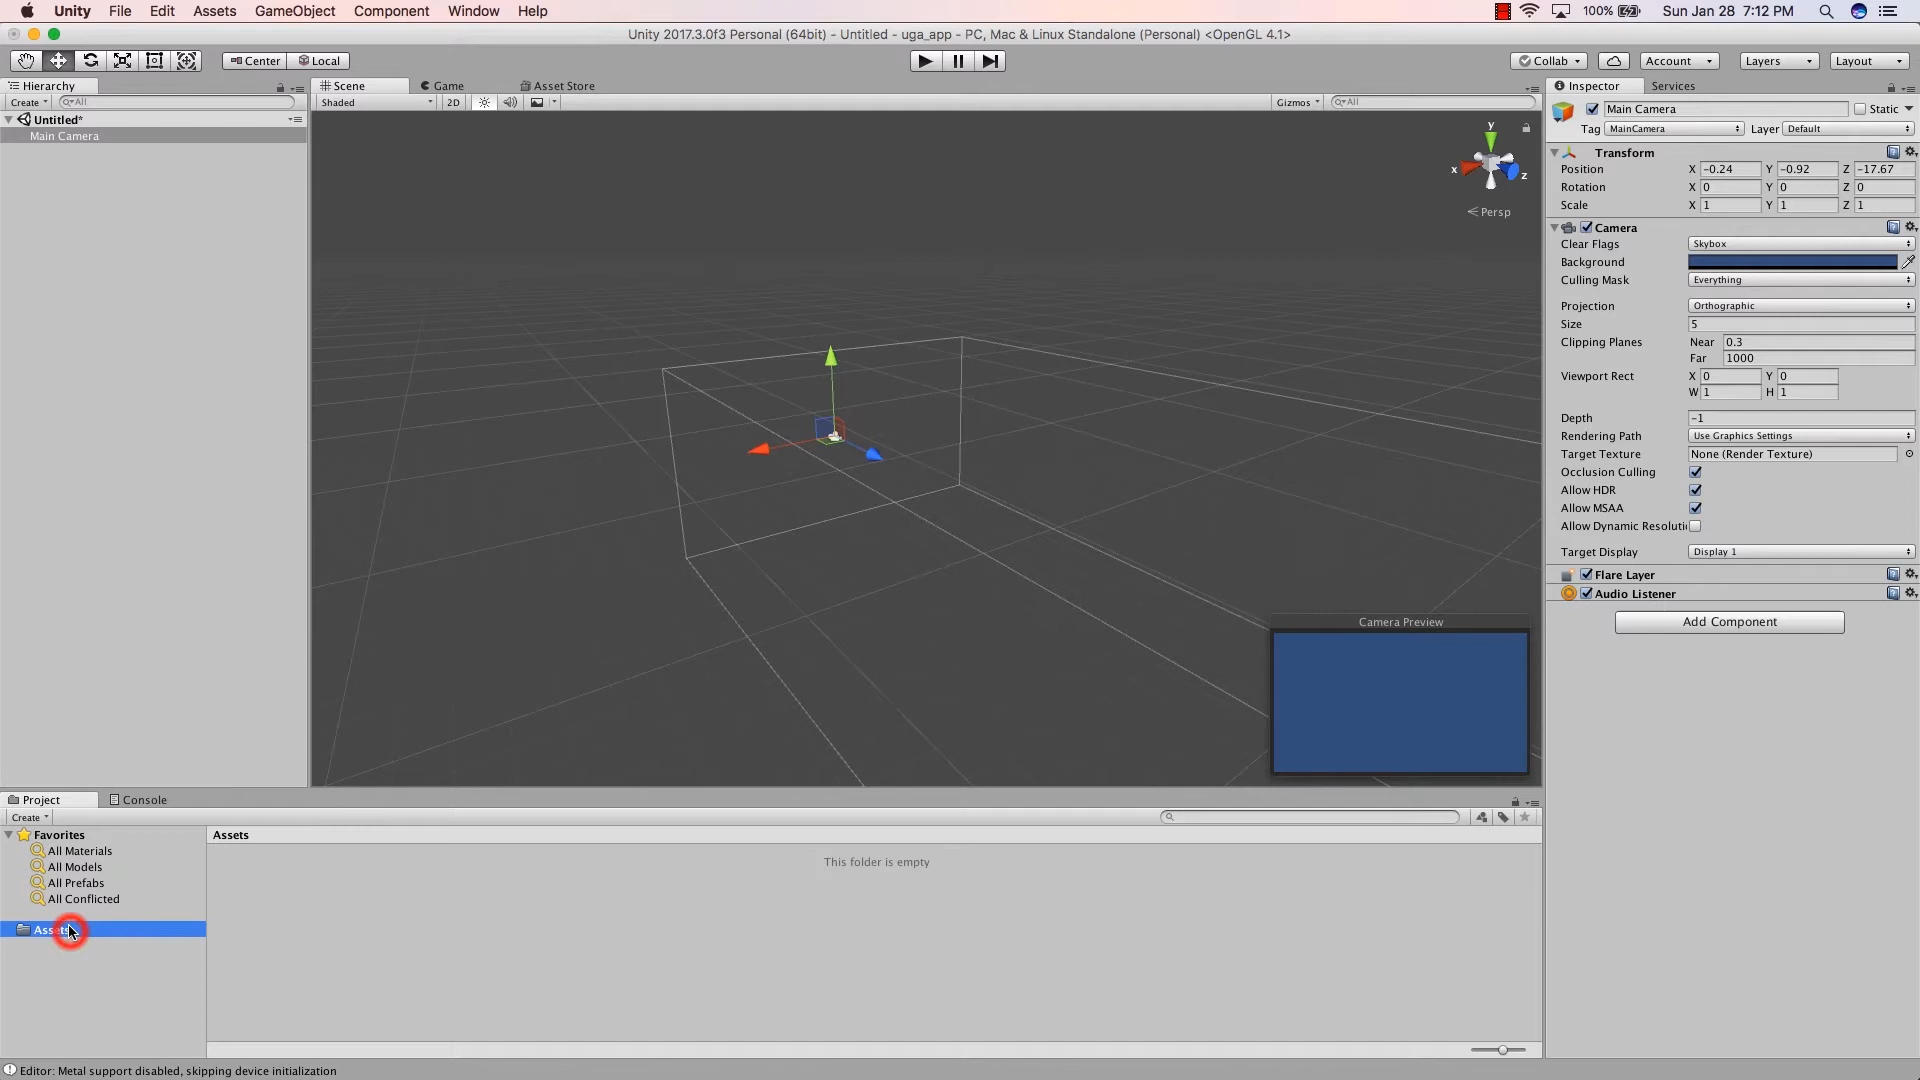 Unity File Edit Assets GameObject Component Window Help 100% Sun Jan 28 7:12 PM
Unity 2017.3.0f3 Personal (64bit) - Untitled - uga_app - PC, Mac & Linux Standalone (Personal) <OpenGL 4.1>
Center Local Collab Account Layers Layout
Hierarchy Scene Game Asset Store Inspector Services
Create All Shaded 2D Gizmos All
Untitled*
Main Camera
y
x
z
Persp
Main Camera Static
Tag MainCamera Layer Default
Transform
Position X -0.24 Y -0.92 Z -17.67
Rotation X 0 Y 0 Z 0
Scale X 1 Y 1 Z 1
Camera
Clear Flags Skybox
Background
Culling Mask Everything
Projection Orthographic
Size 5
Clipping Planes Near 0.3
Far 1000
Viewport Rect X 0 Y 0
W 1 H 1
Depth -1
Rendering Path Use Graphics Settings
Target Texture None (Render Texture)
Occlusion Culling
Allow HDR
Allow MSAA
Allow Dynamic Resoluti
Target Display Display 1
Flare Layer
Audio Listener
Add Component
Camera Preview
Project Console
Create
Favorites Assets
All Materials This folder is empty
All Models
All Prefabs
All Conflicted
Assets
Editor: Metal support disabled, skipping device initialization